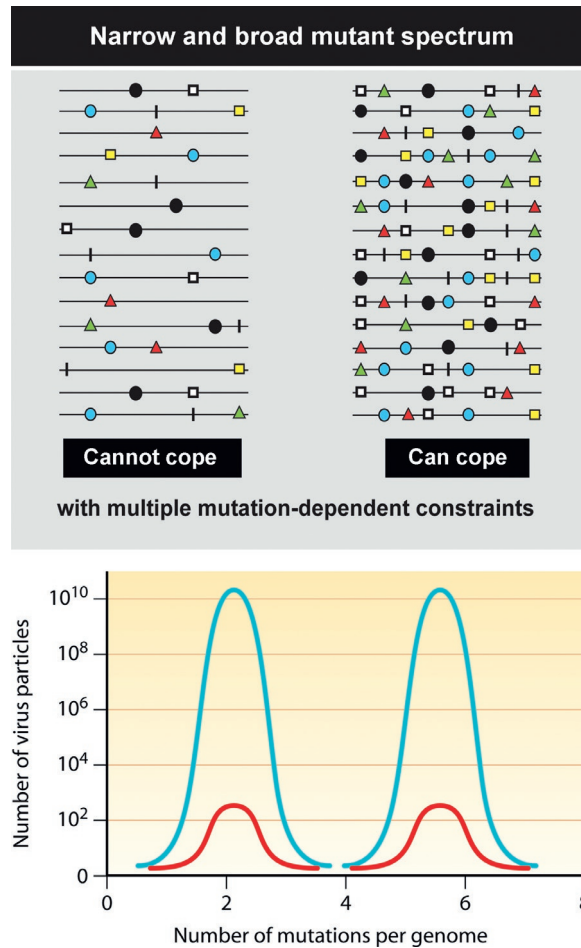 Narrow and broad mutant spectrum
Cannot cope
Can cope
with multiple mutation-dependent constraints
Number of virus particles
10¹⁰
10⁸
10⁶
10⁴
10²
0
0
2
4
6
8
Number of mutations per genome